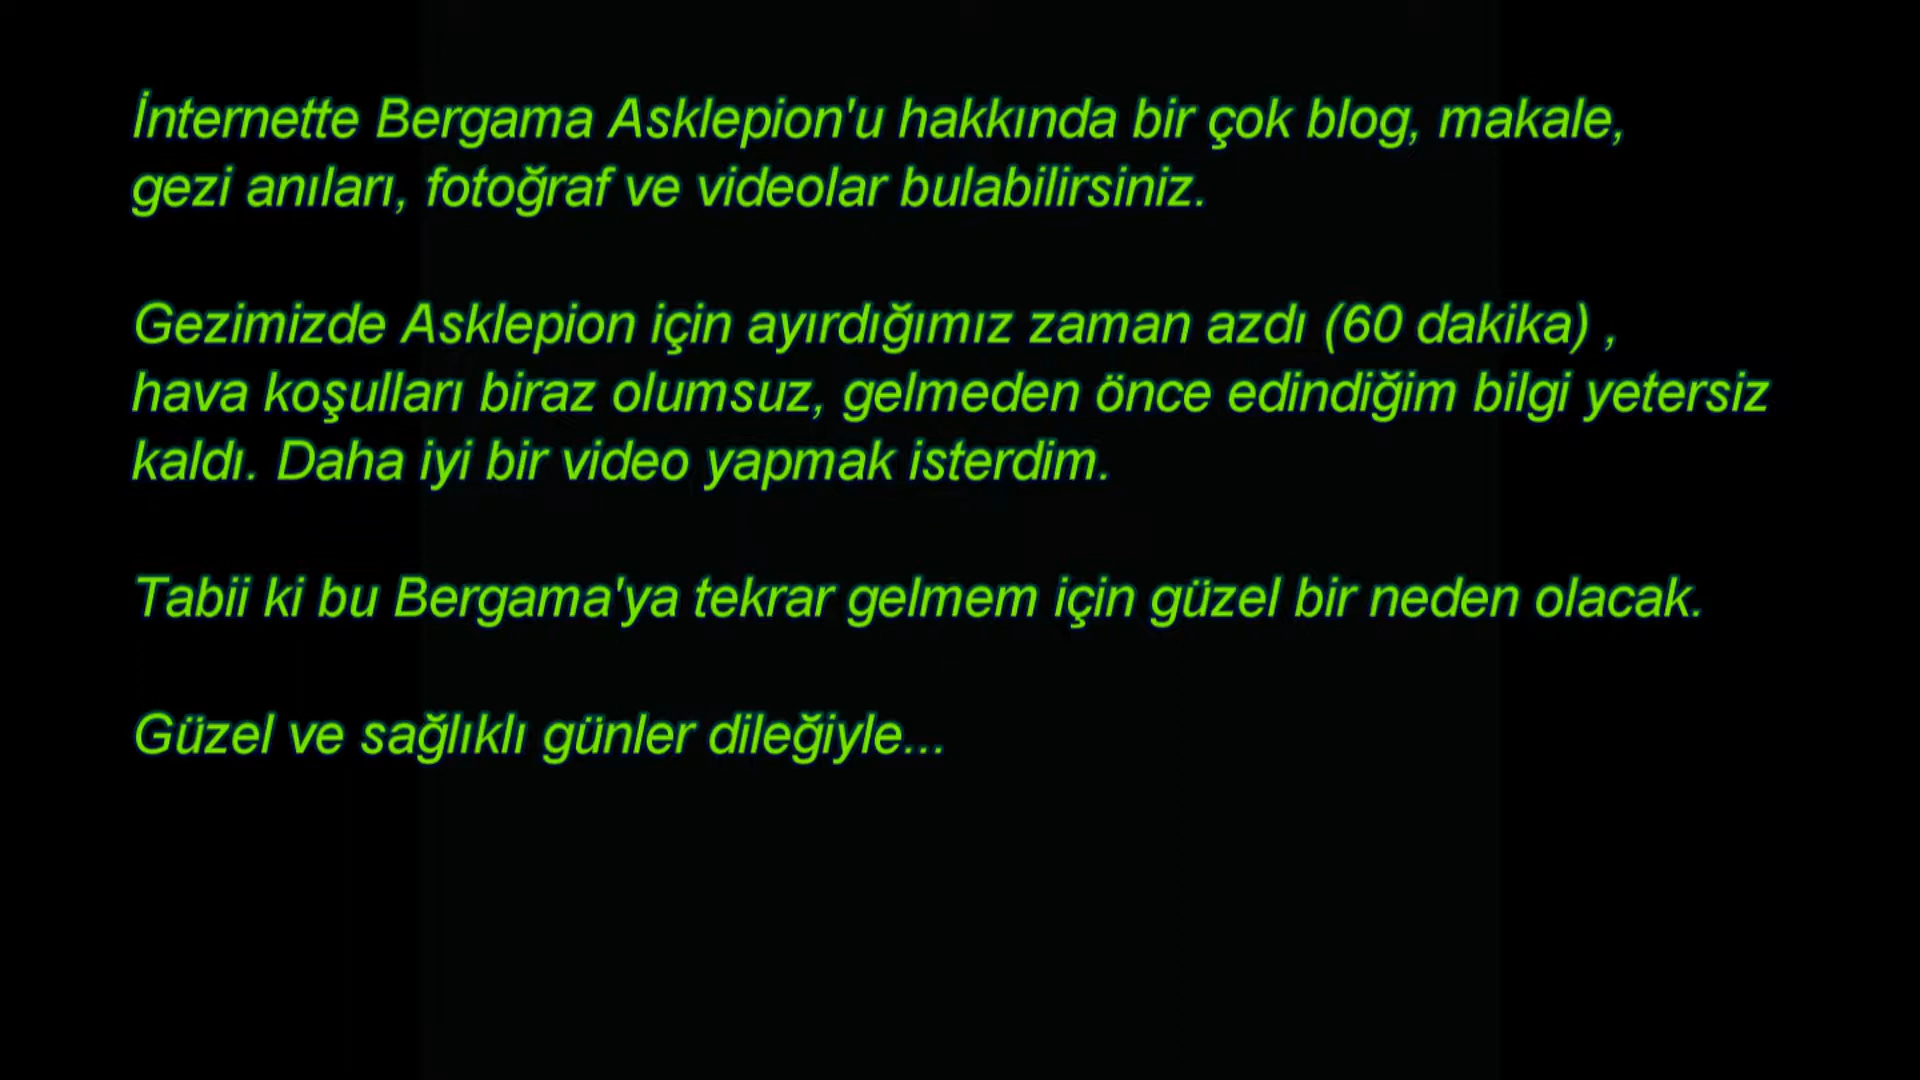 İnternette Bergama Asklepion'u hakkında bir çok blog, makale,
gezi anıları, fotoğraf ve videolar bulabilirsiniz.
Gezimizde Asklepion için ayırdığımız zaman azdı (60 dakika) ,
hava koşulları biraz olumsuz, gelmeden önce edindiğim bilgi yetersiz
kaldı. Daha iyi bir video yapmak isterdim.
Tabii ki bu Bergama'ya tekrar gelmem için güzel bir neden olacak.
Güzel ve sağlıklı günler dileğiyle...